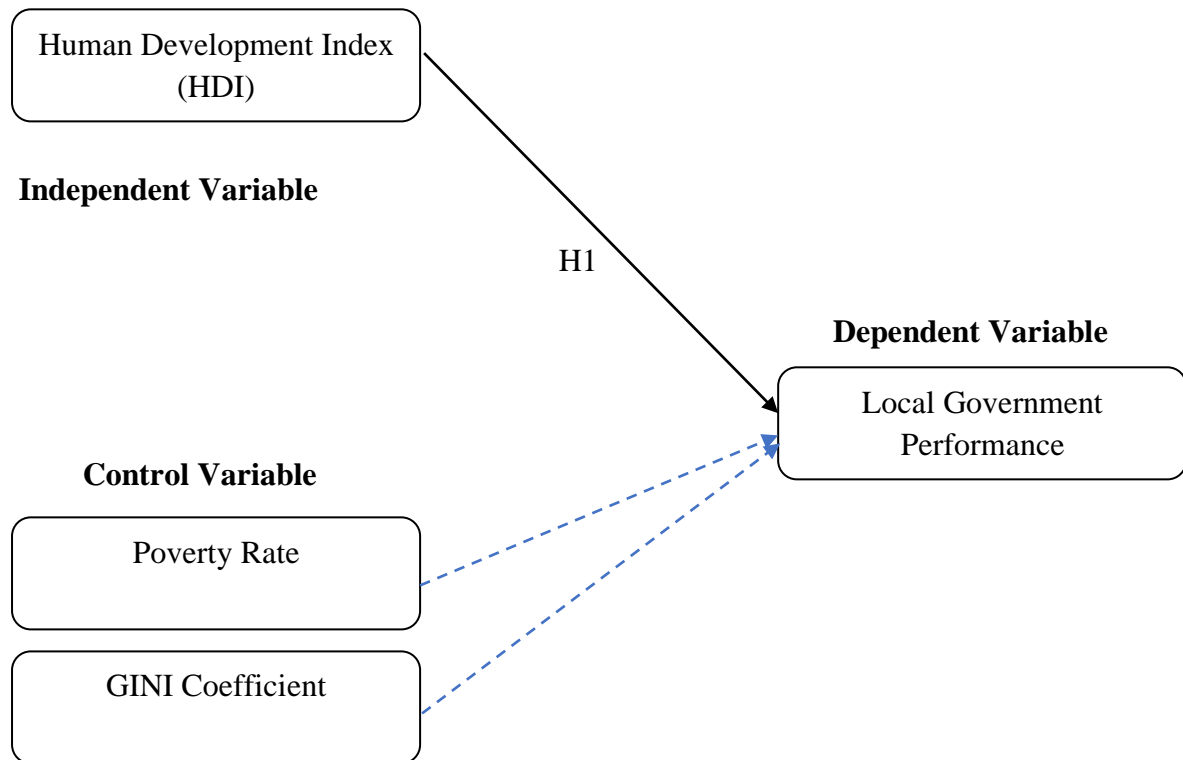 Human Development Index
(HDI)
Independent Variable
H1
Dependent Variable
Local Government
Performance
Control Variable
Poverty Rate
GINI Coefficient